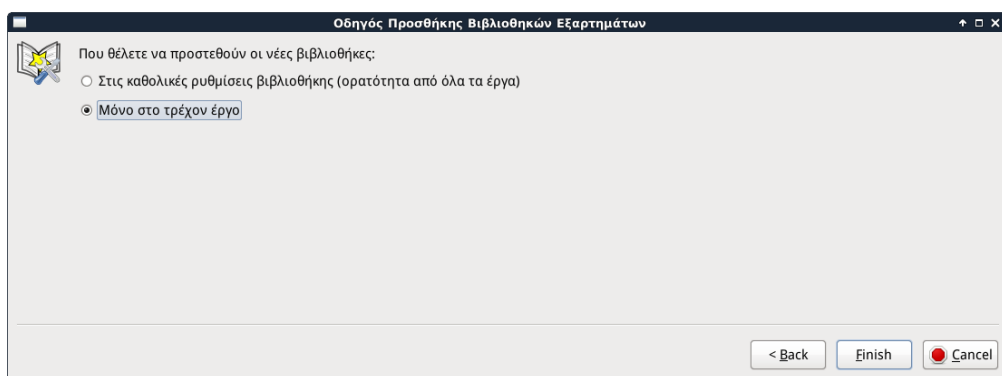 Οδηγός Προσθήκης Βιβλιοθηκών Εξαρτημάτων
Που θέλετε να προστεθούν οι νέες βιβλιοθήκες:
Στις καθολικές ρυθμίσεις βιβλιοθήκης (ορατότητα από όλα τα έργα)
Μόνο στο τρέχον έργο
< Back Finish Cancel